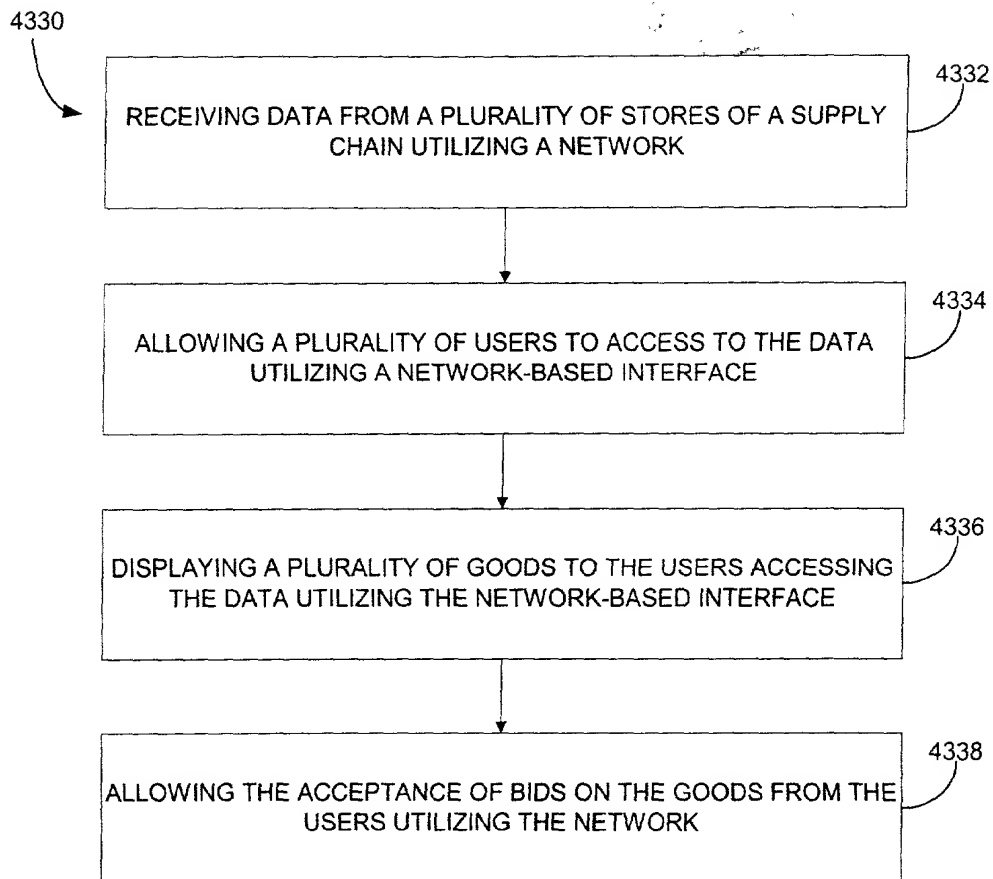 4330
4332
RECEIVING DATA FROM A PLURALITY OF STORES OF A SUPPLY
CHAIN UTILIZING A NETWORK
4334
ALLOWING A PLURALITY OF USERS TO ACCESS TO THE DATA
UTILIZING A NETWORK-BASED INTERFACE
4336
DISPLAYING A PLURALITY OF GOODS TO THE USERS ACCESSING
THE DATA UTILIZING THE NETWORK-BASED INTERFACE
4338
ALLOWING THE ACCEPTANCE OF BIDS ON THE GOODS FROM THE
USERS UTILIZING THE NETWORK